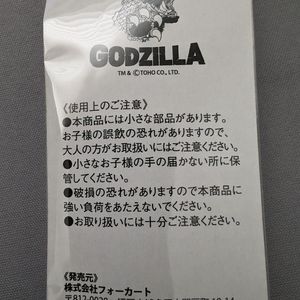 GODZILLA
TM & ©TOHO CO., LTD.
《使用上のご注意》
●本商品には小さな部品があります。
お子様の誤飲の恐れがありますので、
大人の方がお取扱いにはご注意ください。
●小さなお子様の手の届かない所に保
管してください。
●破損の恐れがありますので本商品に
強い負荷をあたえないでください。
●お取り扱いには十分ご注意ください。
《発売元》
株式会社フォーカート